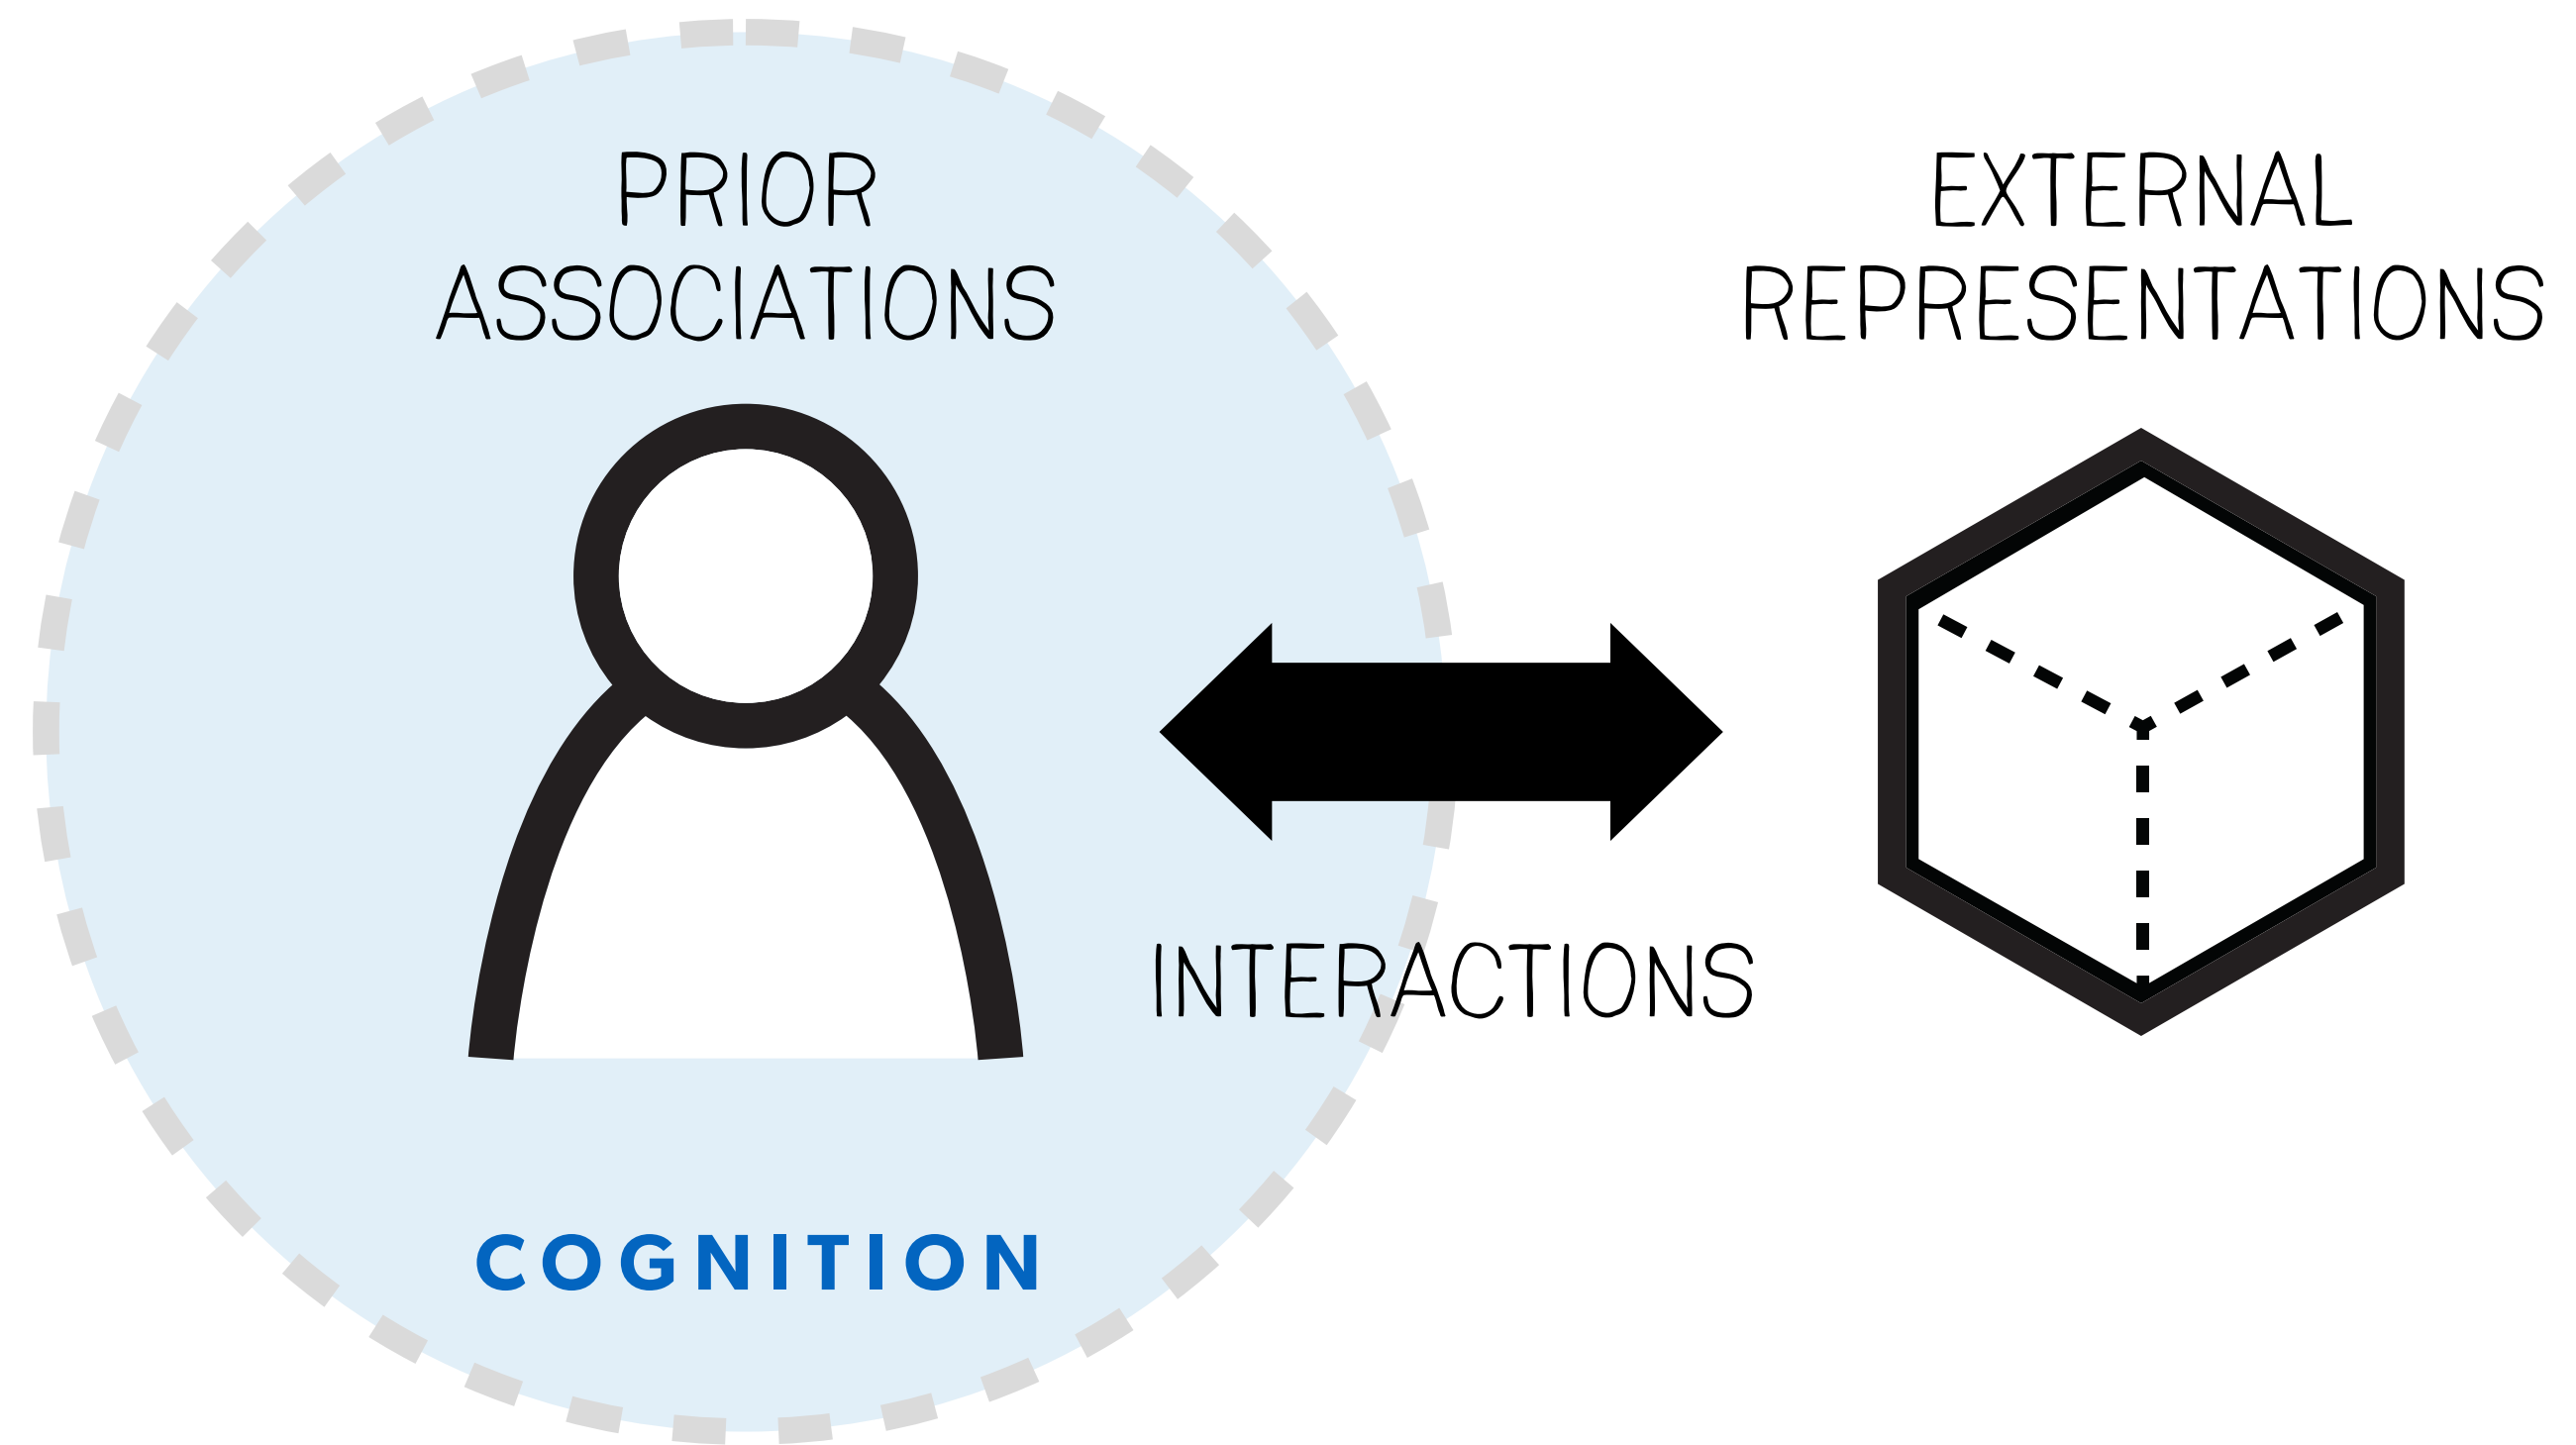 PRIOR
ASSOCIATIONS
EXTERNAL
REPRESENTATIONS
INTERACTIONS
COGNITION